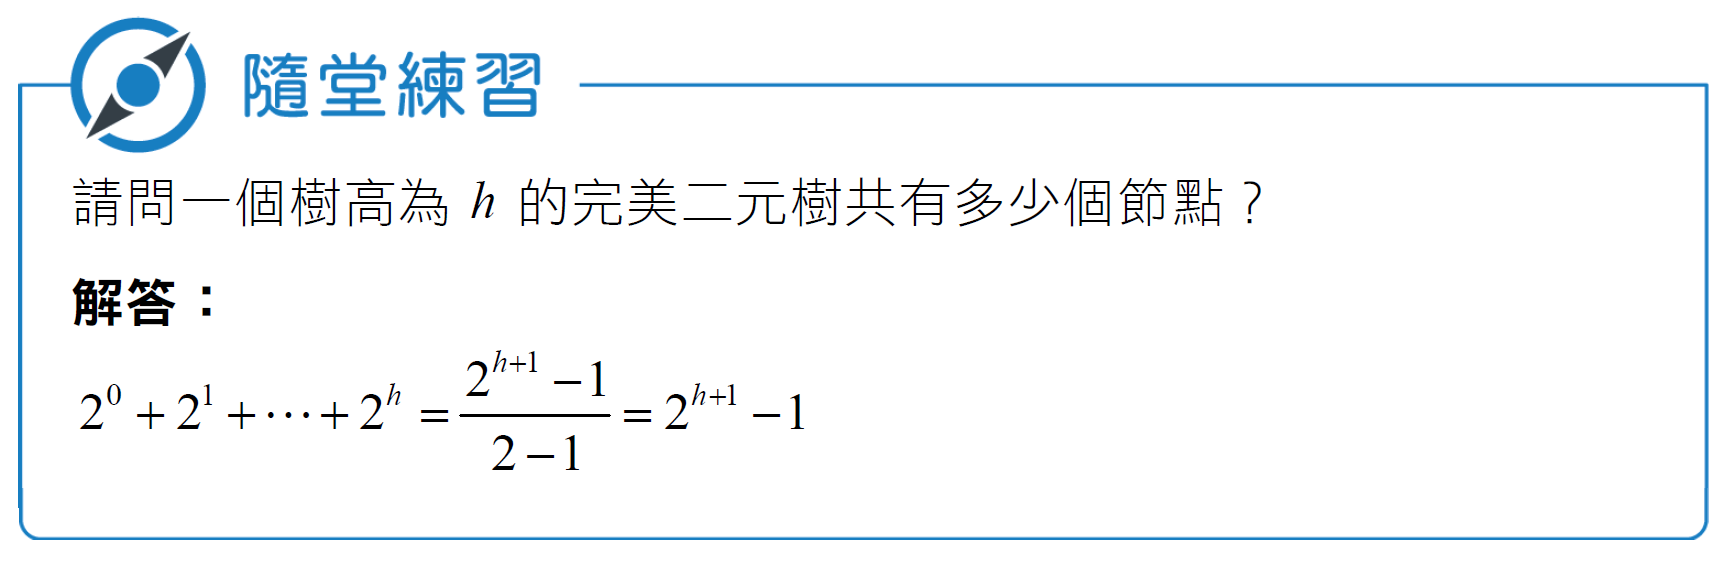 隨堂練習
請問一個樹高為 h 的完美二元樹共有多少個節點？
解答：
2^0 + 2^1 + ⋯ + 2^h = \frac{2^{h+1} − 1}{2 − 1} = 2^{h+1} − 1